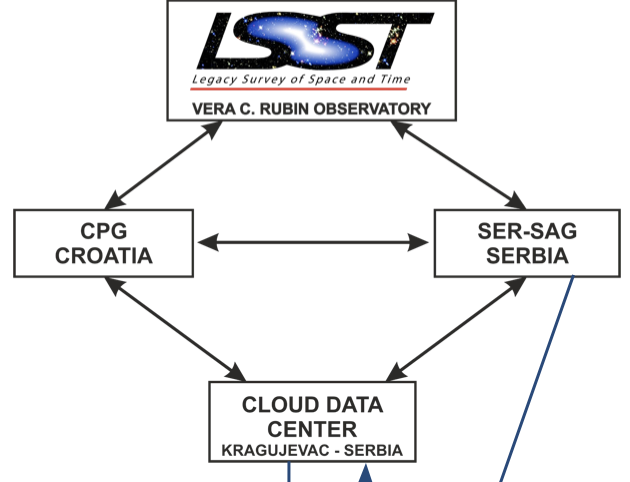 LSST
Legacy Survey of Space and Time
VERA C. RUBIN OBSERVATORY
CPG
CROATIA
SER-SAG
SERBIA
CLOUD DATA
CENTER
KRAGUJEVAC - SERBIA